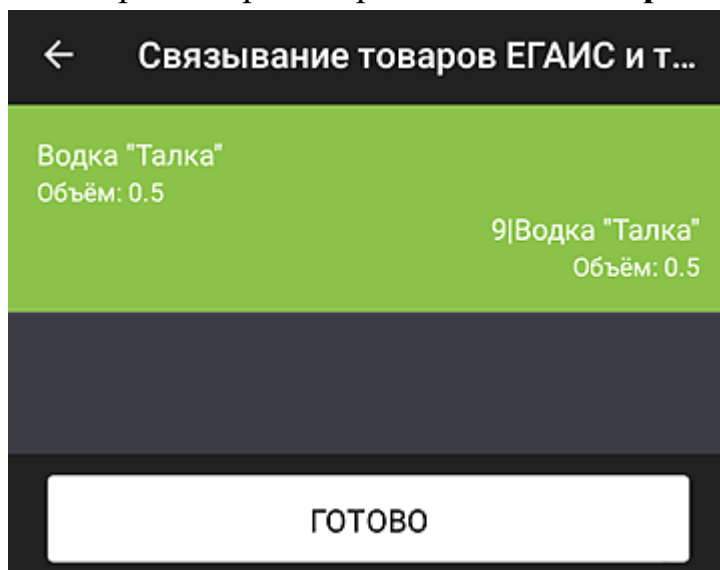 ← Связывание товаров ЕГАИС и т...
Водка "Талка"
Объём: 0.5
9|Водка "Талка"
Объём: 0.5
ГОТОВО